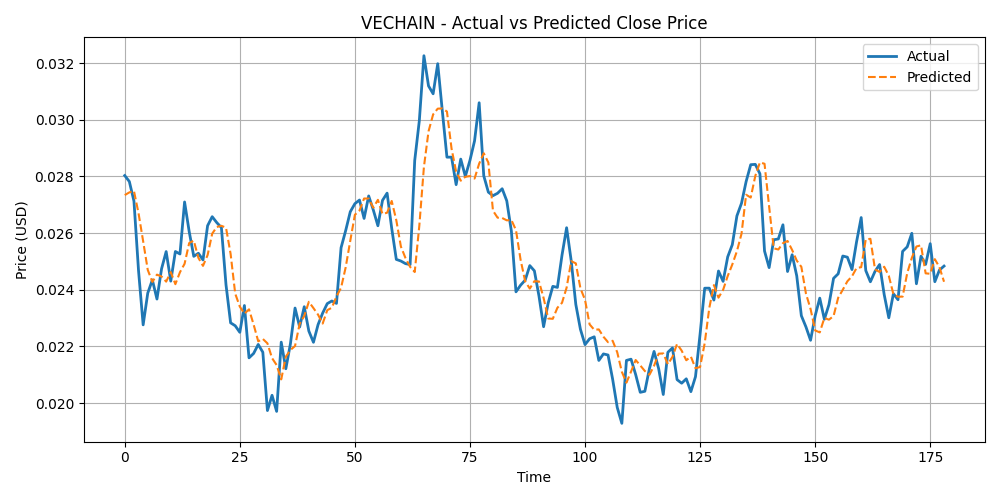 VECHAIN - Actual vs Predicted Close Price
Actual
Predicted
Price (USD)
0.032
0.030
0.028
0.026
0.024
0.022
0.020
0 25 50 75 100 125 150 175
Time